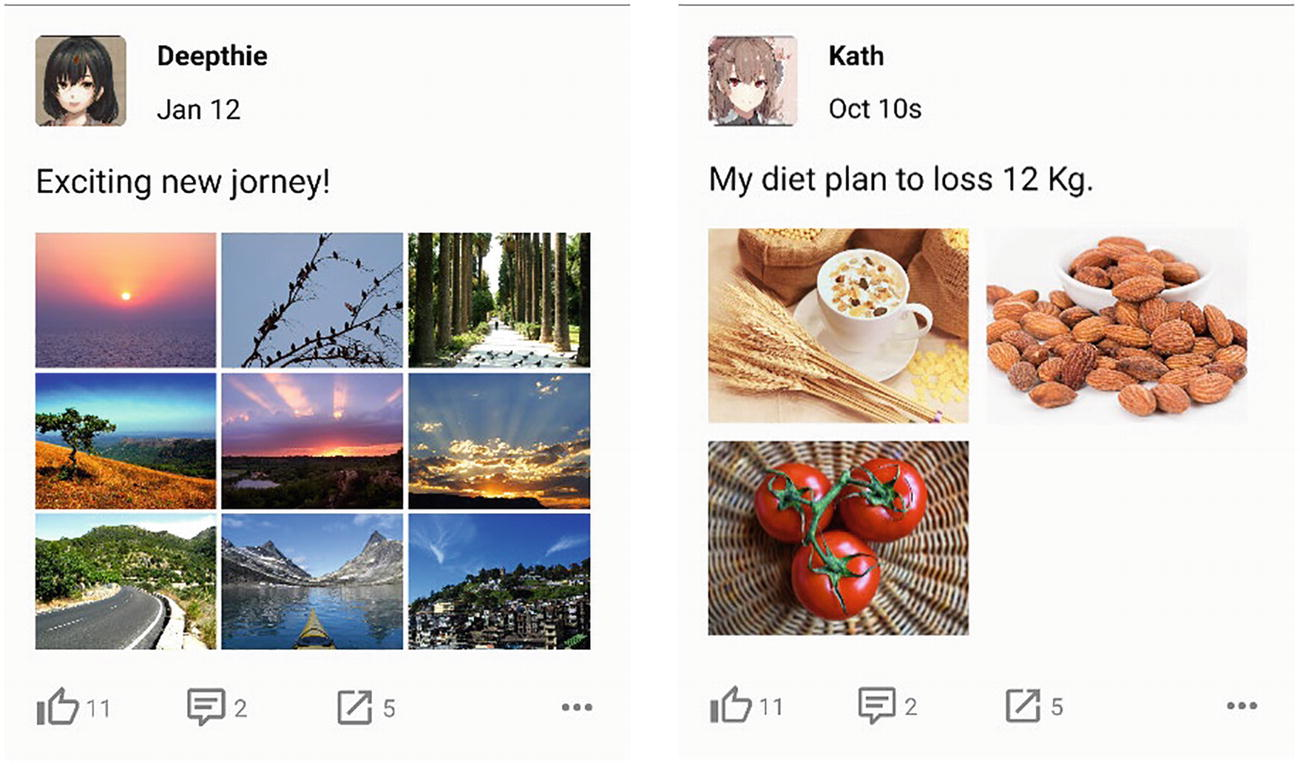 Deepthie
Jan 12
Exciting new jorney!
11 2 5
Kath
Oct 10s
My diet plan to loss 12 Kg.
11 2 5